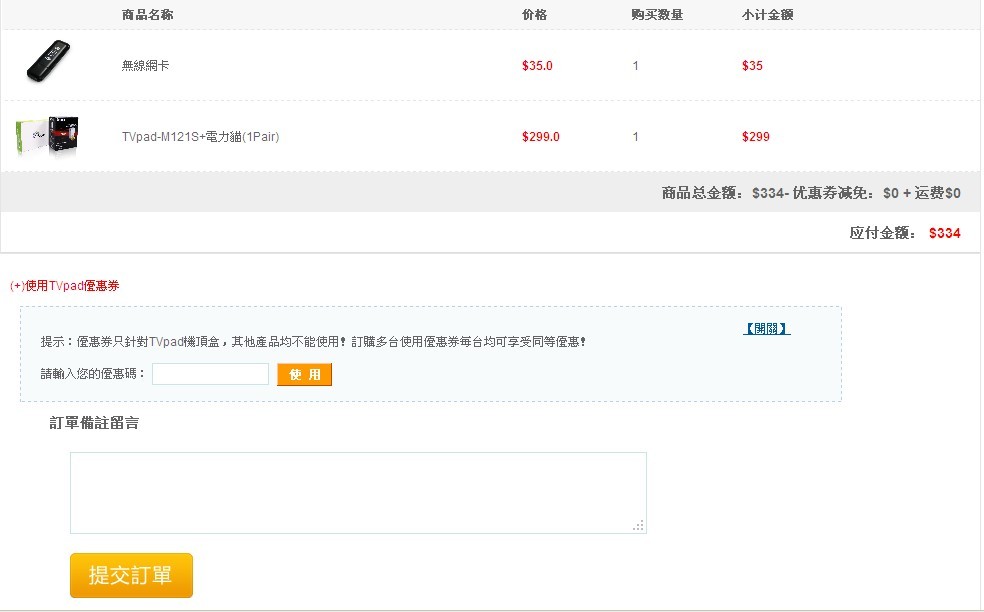 商品名称 价格 购买数量 小计金额
無線網卡 $35.0 1 $35
TVpad-M121S+電力貓(1Pair) $299.0 1 $299
商品总金额：$334- 优惠券减免：$0 + 运费$0
应付金额： $334
(+)使用TVpad優惠券
【開關】
提示：優惠券只針對TVpad機頂盒，其他產品均不能使用！訂購多台使用優惠券每台均可享受同等優惠！
請輸入您的優惠碼： 使 用
訂單備註留言
提交訂單